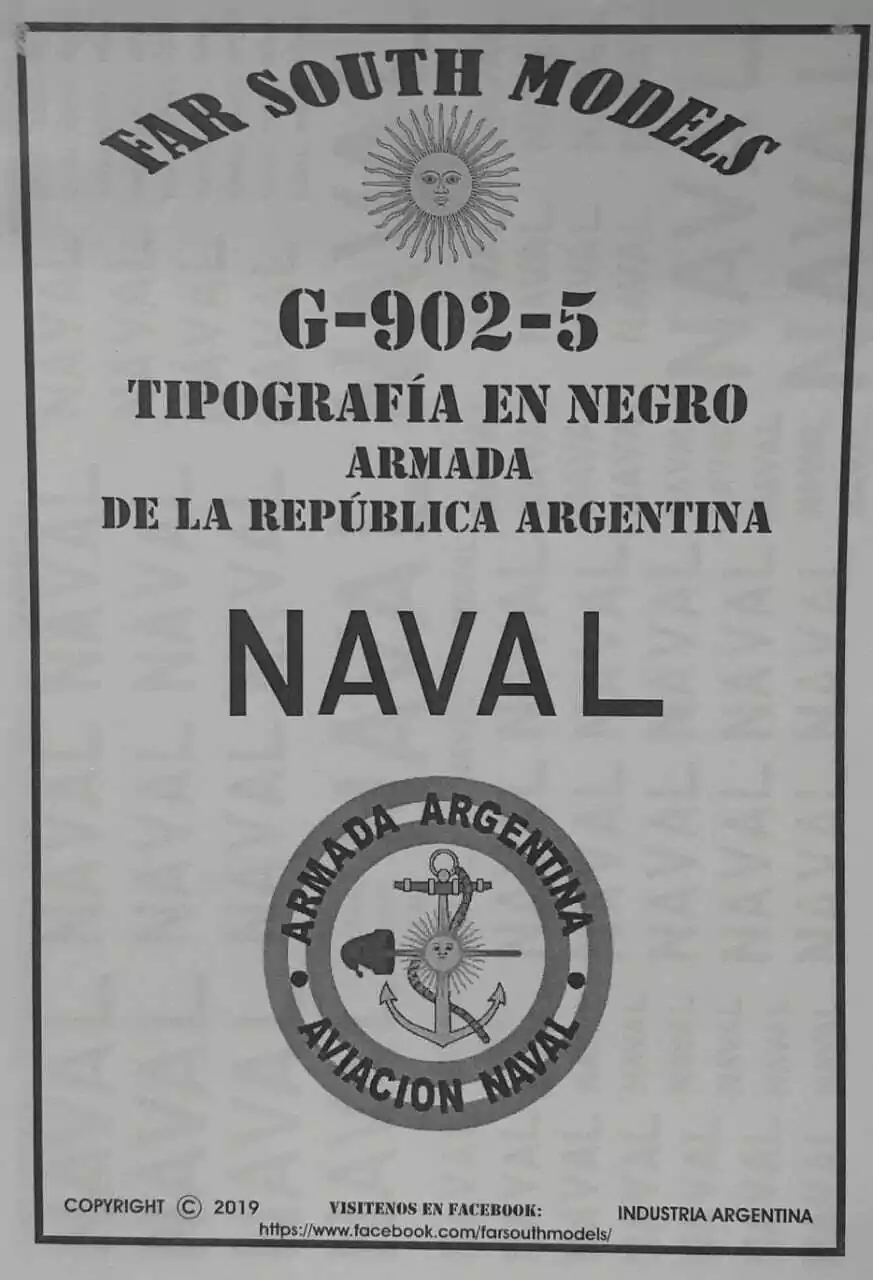 FAR SOUTH MODELS
G-902-5
TIPOGRAFÍA EN NEGRO
ARMADA
DE LA REPÚBLICA ARGENTINA
NAVAL
ARMADA ARGENTINA
AVIACION NAVAL
COPYRIGHT © 2019
VISITENOS EN FACEBOOK:
https://www.facebook.com/farsouthmodels/
INDUSTRIA ARGENTINA